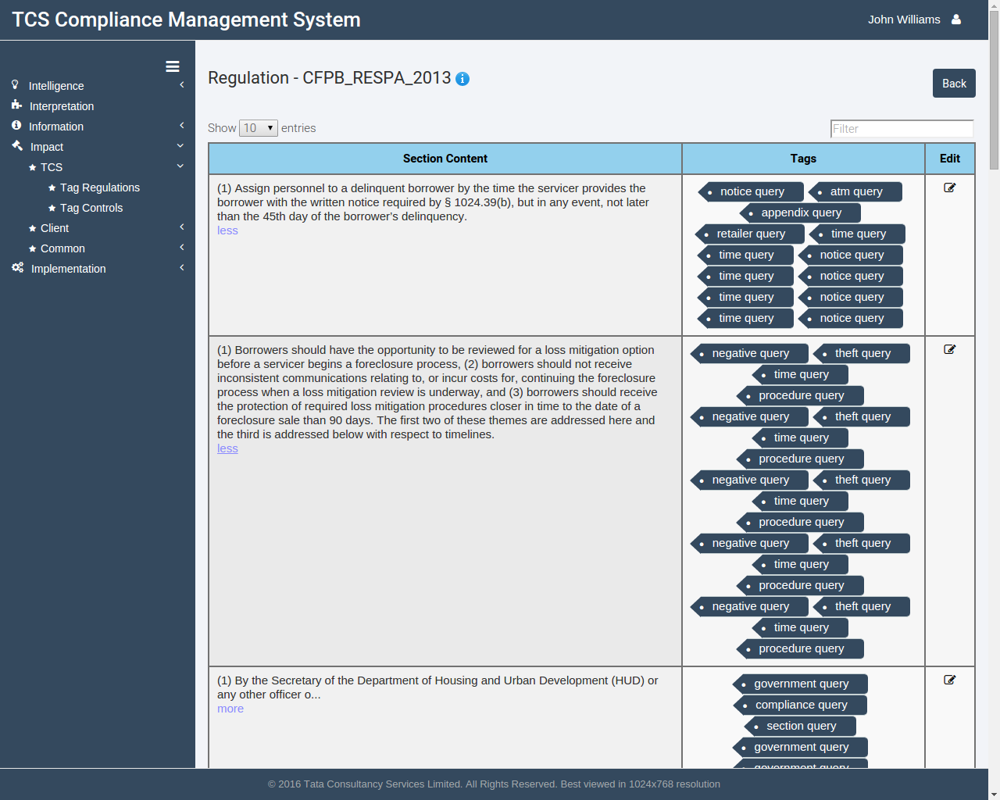 TCS Compliance Management System
John Williams
Intelligence
Interpretation
Information
Impact
TCS
Tag Regulations
Tag Controls
Client
Common
Implementation
Regulation - CFPB_RESPA_2013
Back
Show 10 entries
Filter
Section Content Tags Edit
(1) Assign personnel to a delinquent borrower by the time the servicer provides the
borrower with the written notice required by § 1024.39(b), but in any event, not later
than the 45th day of the borrower's delinquency.
less
notice query atm query
appendix query
retailer query time query
time query notice query
time query notice query
time query notice query
time query notice query
(1) Borrowers should have the opportunity to be reviewed for a loss mitigation option
before a servicer begins a foreclosure process, (2) borrowers should not receive
inconsistent communications relating to, or incur costs for, continuing the foreclosure
process when a loss mitigation review is underway, and (3) borrowers should receive
the protection of required loss mitigation procedures closer in time to the date of a
foreclosure sale than 90 days. The first two of these themes are addressed here and
the third is addressed below with respect to timelines.
less
negative query theft query
time query
procedure query
negative query theft query
time query
procedure query
negative query theft query
time query
procedure query
negative query theft query
time query
procedure query
negative query theft query
time query
procedure query
(1) By the Secretary of the Department of Housing and Urban Development (HUD) or
any other officer o...
more
government query
compliance query
section query
government query
government query
© 2016 Tata Consultancy Services Limited. All Rights Reserved. Best viewed in 1024x768 resolution